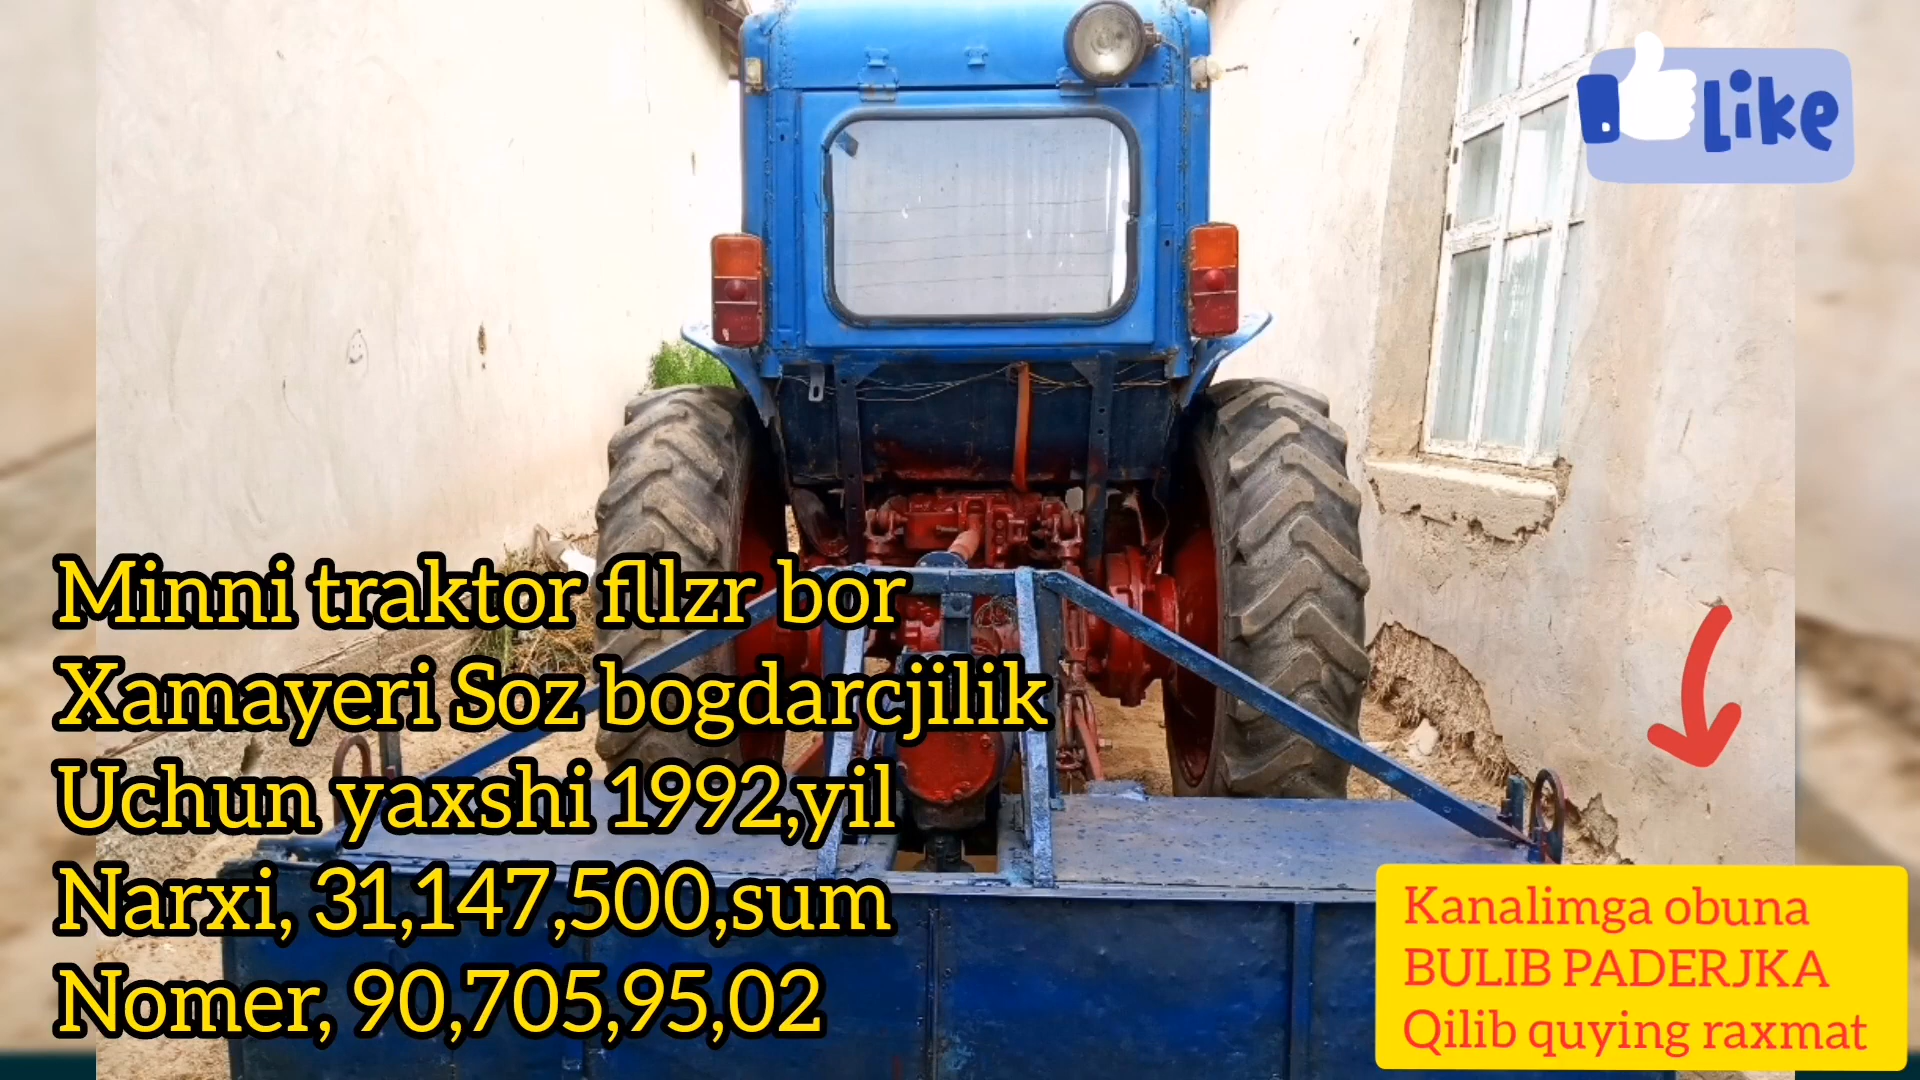 Like
Minni traktor fllzr bor
Xamayeri Soz bogdarcjilik
Uchun yaxshi 1992,yil
Narxi, 31,147,500,sum
Nomer, 90,705,95,02
Kanalimga obuna
BULIB PADERJKA
Qilib quying raxmat